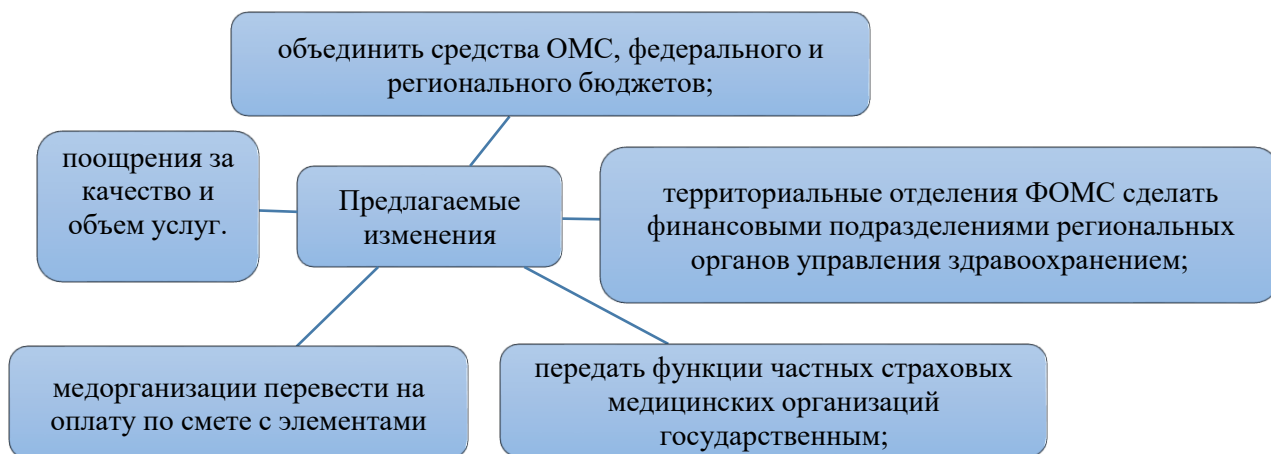 объединить средства ОМС, федерального и
регионального бюджетов;
поощрения за
качество и
объем услуг.
Предлагаемые
изменения
территориальные отделения ФОМС сделать
финансовыми подразделениями региональных
органов управления здравоохранением;
медорганизации перевести на
оплату по смете с элементами
передать функции частных страховых
медицинских организаций
государственным;